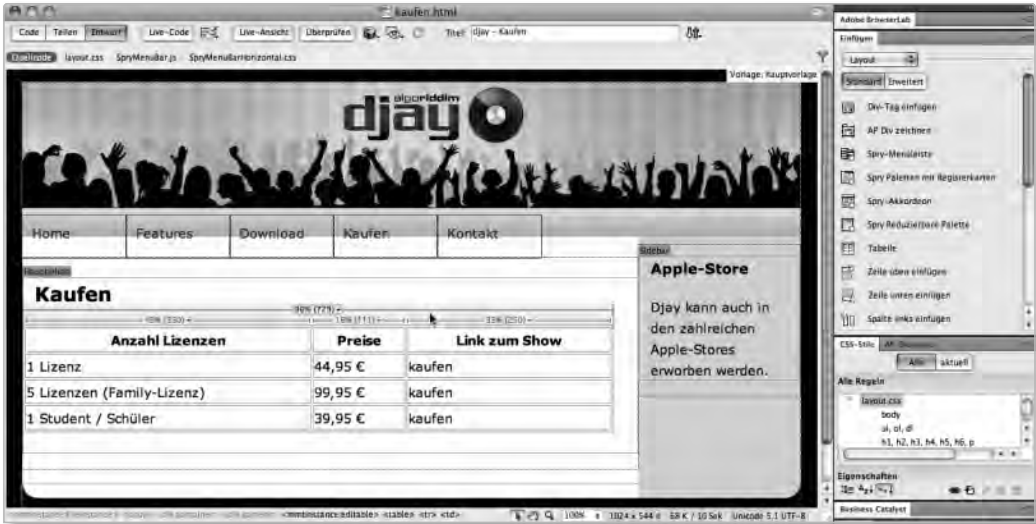 kaufen.html
Code Teilen Entwurf Live-Code Live-Ansicht Überprüfen Titel: djay - Kaufen
Quellcode layout.css SpryMenuBar.js SpryMenuBarHorizontal.css
Vorlage: Hauptvorlage
algoriddim
djay
Home Features Download Kaufen Kontakt
Sidebar
Apple-Store
Djay kann auch in
den zahlreichen
Apple-Stores
erworben werden.
Kaufen
Anzahl Lizenzen Preise Link zum Show
1 Lizenz 44,95 € kaufen
5 Lizenzen (Family-Lizenz) 99,95 € kaufen
1 Student / Schüler 39,95 € kaufen
<mmtinstance:editable> <table> <tr> <td>
100% 1024 x 544 68 K / 10 Sek Unicode 5.1 UTF-8
Adobe BrowserLab
Einfügen
Layout
Standard Erweitert
Div-Tag einfügen
AP Div zeichnen
Spry-Menüleiste
Spry Paletten mit Registerkarten
Spry-Akkordeon
Spry Reduzierbare Palette
Tabelle
Zeile oben einfügen
Zeile unten einfügen
Spalte links einfügen
CSS-Stile
Alle aktuell
Alle Regeln
layout.css
body
ul, ol, dl
h1, h2, h3, h4, h5, h6, p
Eigenschaften
Business Catalyst